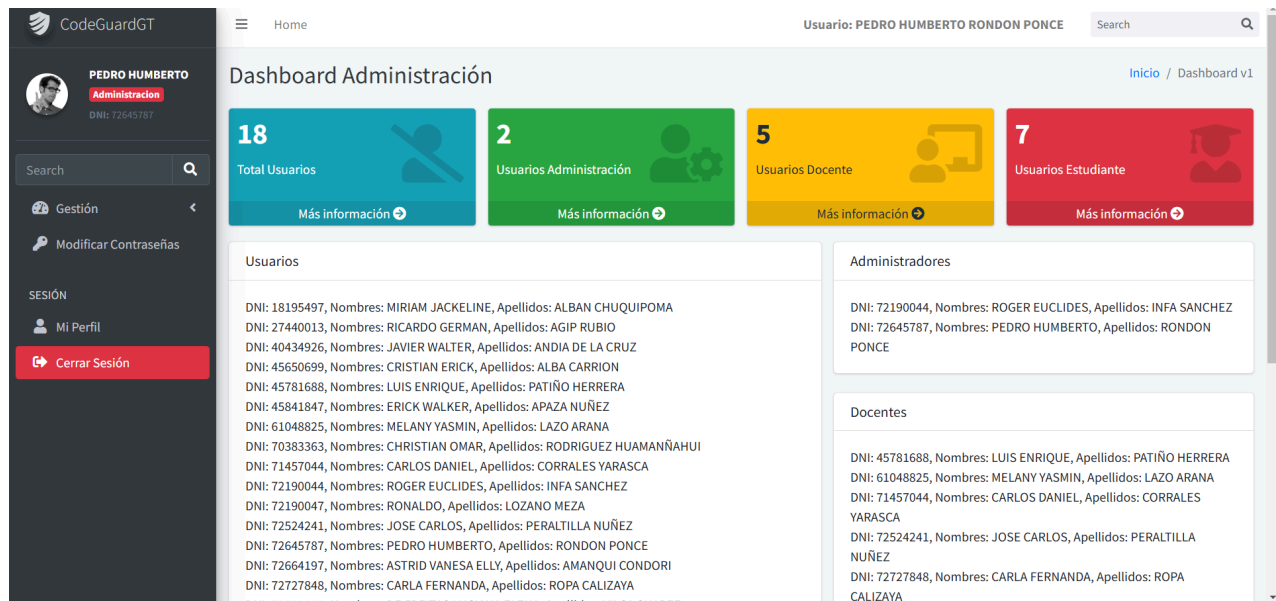 CodeGuardGT
Home
Usuario: PEDRO HUMBERTO RONDON PONCE
Search
PEDRO HUMBERTO
Administracion
DNI: 72645787
Search
Gestión
Modificar Contraseñas
SESIÓN
Mi Perfil
Cerrar Sesión
Dashboard Administración
Inicio / Dashboard v1
18
Total Usuarios
Más información
2
Usuarios Administración
Más información
5
Usuarios Docente
Más información
7
Usuarios Estudiante
Más información
Usuarios
DNI: 18195497, Nombres: MIRIAM JACKELINE, Apellidos: ALBAN CHUQUIPOMA
DNI: 27440013, Nombres: RICARDO GERMAN, Apellidos: AGIP RUBIO
DNI: 40434926, Nombres: JAVIER WALTER, Apellidos: ANDIA DE LA CRUZ
DNI: 45650699, Nombres: CRISTIAN ERICK, Apellidos: ALBA CARRION
DNI: 45781688, Nombres: LUIS ENRIQUE, Apellidos: PATIÑO HERRERA
DNI: 45841847, Nombres: ERICK WALKER, Apellidos: APAZA NUÑEZ
DNI: 61048825, Nombres: MELANY YASMIN, Apellidos: LAZO ARANA
DNI: 70383363, Nombres: CHRISTIAN OMAR, Apellidos: RODRIGUEZ HUAMANÑAHUI
DNI: 71457044, Nombres: CARLOS DANIEL, Apellidos: CORRALES YARASCA
DNI: 72190044, Nombres: ROGER EUCLIDES, Apellidos: INFA SANCHEZ
DNI: 72190047, Nombres: RONALDO, Apellidos: LOZANO MEZA
DNI: 72524241, Nombres: JOSE CARLOS, Apellidos: PERALTILLA NUÑEZ
DNI: 72645787, Nombres: PEDRO HUMBERTO, Apellidos: RONDON PONCE
DNI: 72664197, Nombres: ASTRID VANESA ELLY, Apellidos: AMANQUI CONDORI
DNI: 72727848, Nombres: CARLA FERNANDA, Apellidos: ROPA CALIZAYA
Administradores
DNI: 72190044, Nombres: ROGER EUCLIDES, Apellidos: INFA SANCHEZ
DNI: 72645787, Nombres: PEDRO HUMBERTO, Apellidos: RONDON
PONCE
Docentes
DNI: 45781688, Nombres: LUIS ENRIQUE, Apellidos: PATIÑO HERRERA
DNI: 61048825, Nombres: MELANY YASMIN, Apellidos: LAZO ARANA
DNI: 71457044, Nombres: CARLOS DANIEL, Apellidos: CORRALES
YARASCA
DNI: 72524241, Nombres: JOSE CARLOS, Apellidos: PERALTILLA
NUÑEZ
DNI: 72727848, Nombres: CARLA FERNANDA, Apellidos: ROPA
CALIZAYA